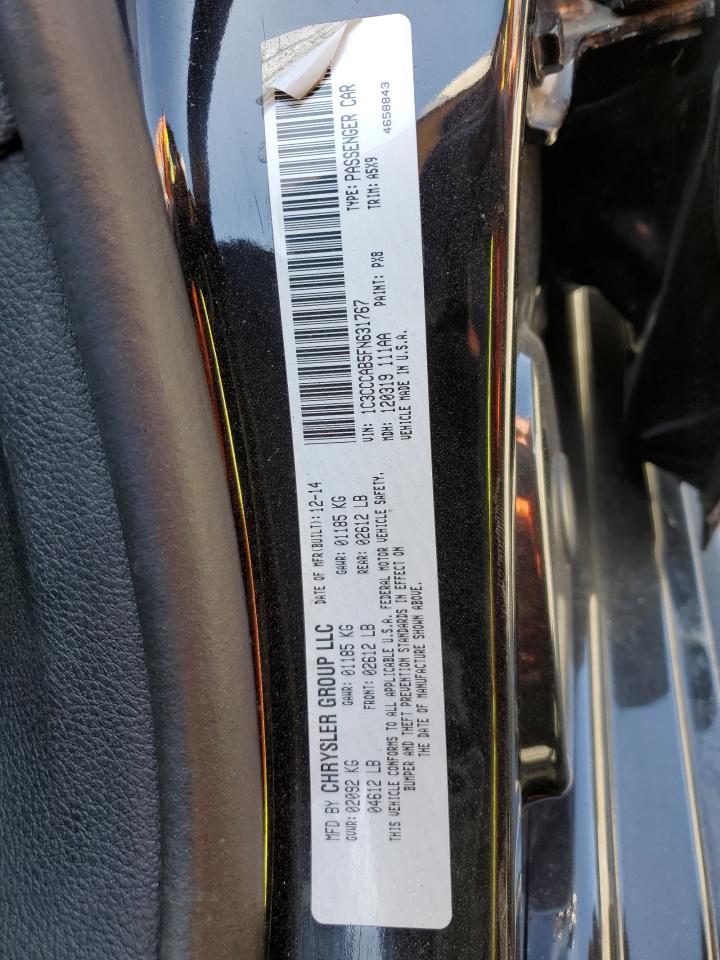 MFD BY CHRYSLER GROUP LLC DATE OF MFR(BUILT): 12-14
GVWR: 02092 KG GAWR: 01185 KG GAWR: 01185 KG
04612 LB FRONT: 02612 LB REAR: 02612 LB
THIS VEHICLE CONFORMS TO ALL APPLICABLE U.S.A. FEDERAL MOTOR VEHICLE SAFETY,
BUMPER AND THEFT PREVENTION STANDARDS IN EFFECT ON
THE DATE OF MANUFACTURE SHOWN ABOVE.
VIN: 1C3CCCAB5FN631767 TYPE: PASSENGER CAR
MDH: 120319 111AA PAINT: PX8 TRIM: A5X9
VEHICLE MADE IN U.S.A. 4658843